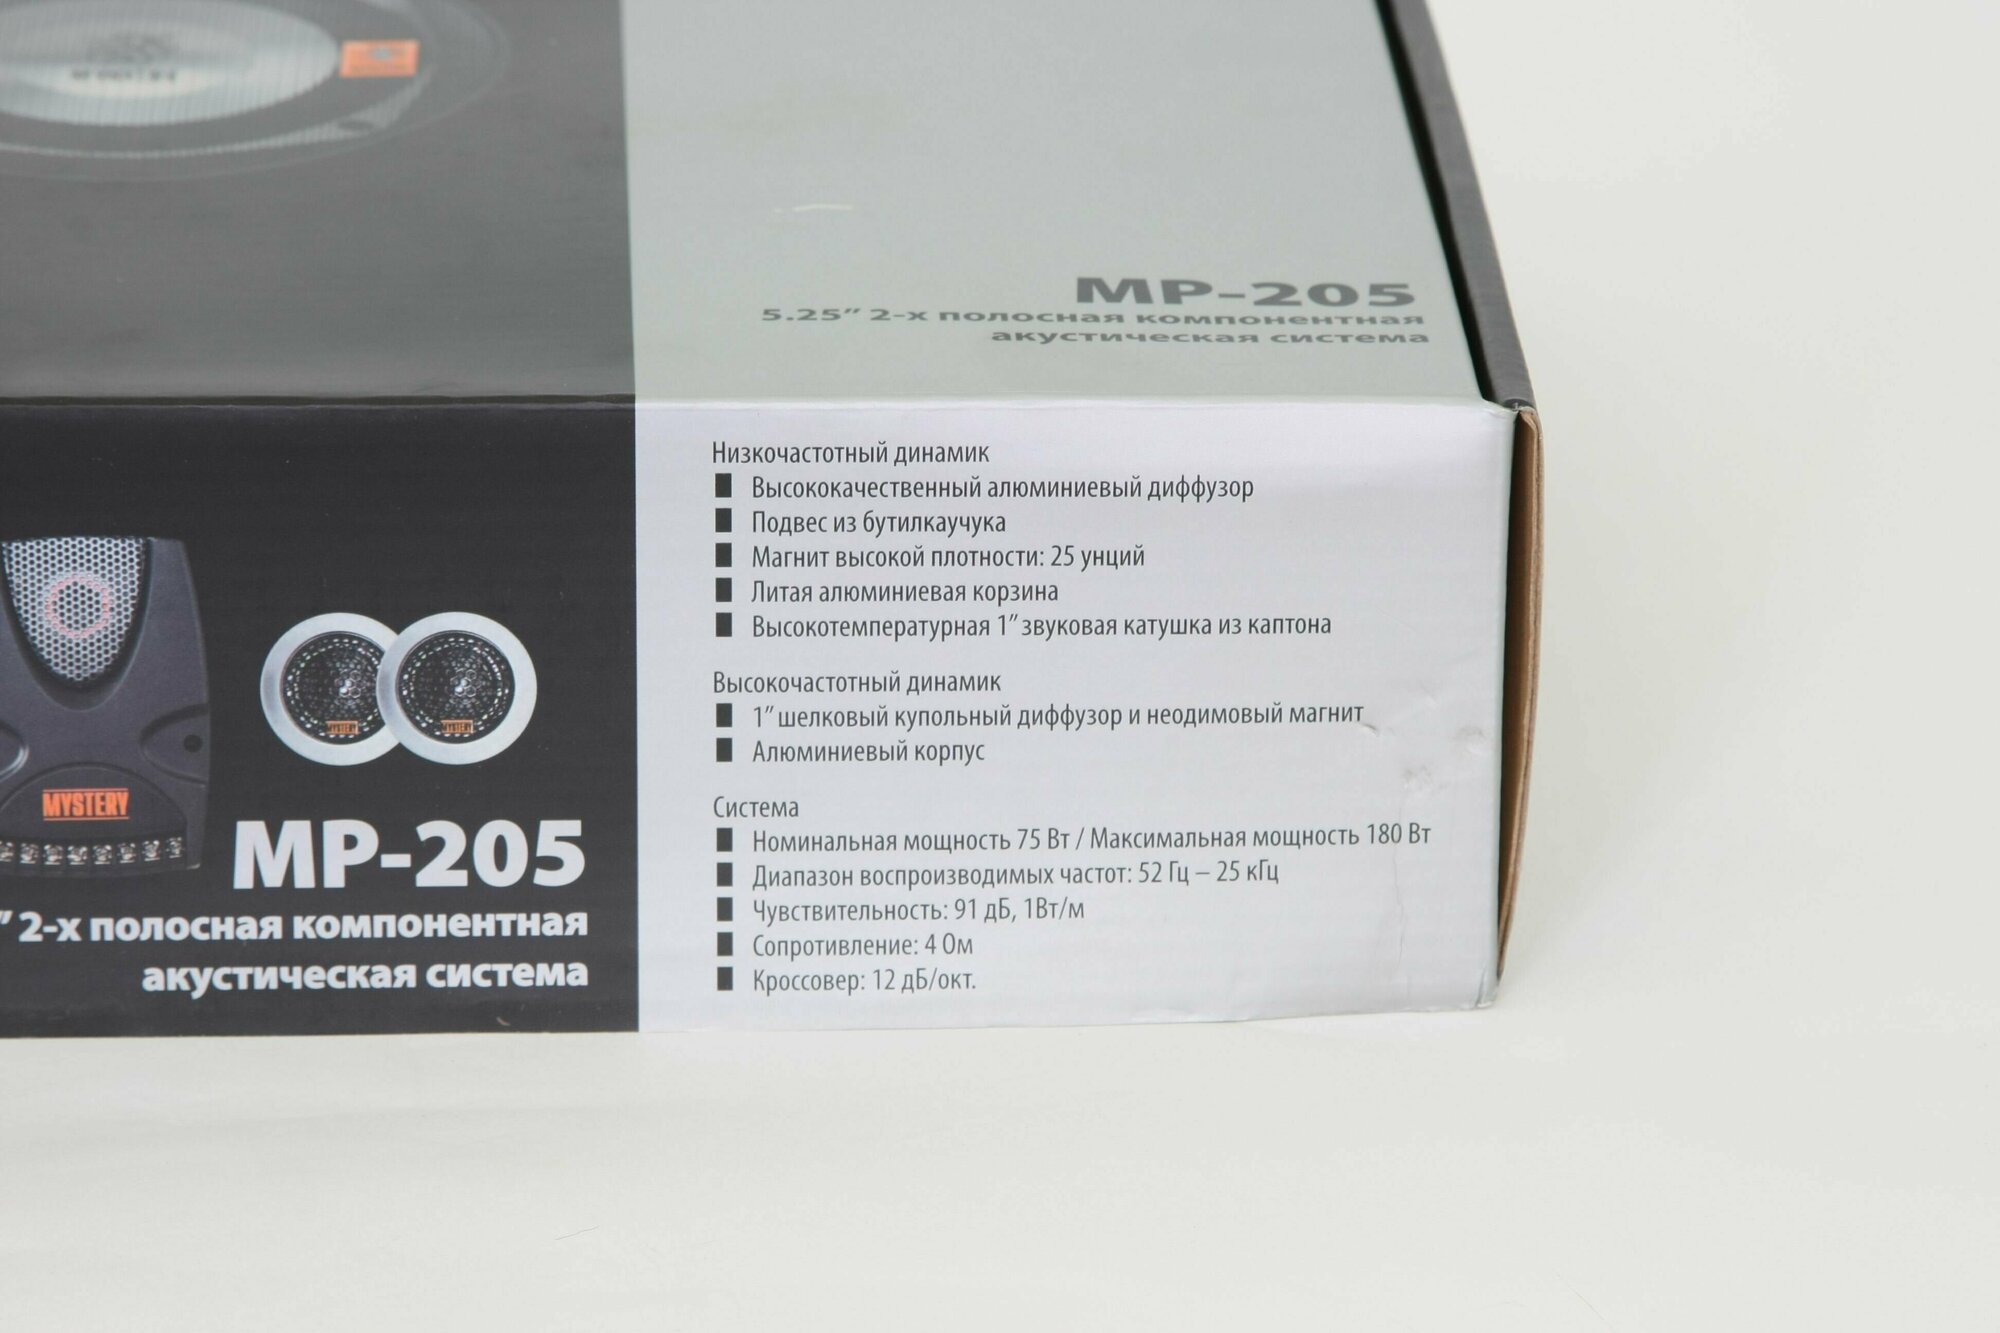 MP-205
5.25" 2-х полосная компонентная
акустическая система
Низкочастотный динамик
Высококачественный алюминиевый диффузор
Подвес из бутилкаучука
Магнит высокой плотности: 25 унций
Литая алюминиевая корзина
Высокотемпературная 1" звуковая катушка из каптона
Высокочастотный динамик
1" шелковый купольный диффузор и неодимовый магнит
Алюминиевый корпус
Система
Номинальная мощность 75 Вт / Максимальная мощность 180 Вт
Диапазон воспроизводимых частот: 52 Гц – 25 кГц
Чувствительность: 91 дБ, 1Вт/м
Сопротивление: 4 Ом
Кроссовер: 12 дБ/окт.
MYSTERY
MYSTERY
MYSTERY
MP-205
" 2-х полосная компонентная
акустическая система